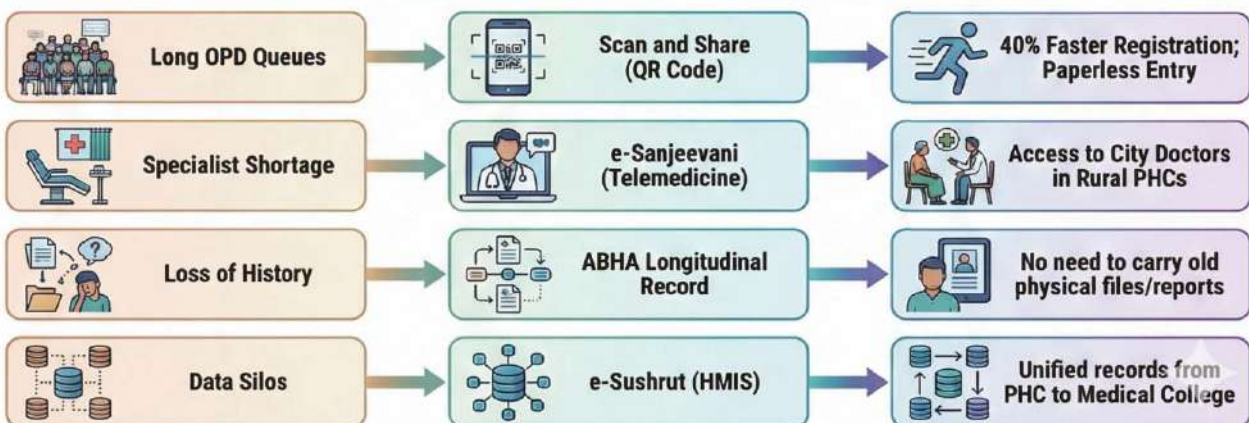 Long OPD Queues
Scan and Share
(QR Code)
40% Faster Registration;
Paperless Entry
Specialist Shortage
e-Sanjeevani
(Telemedicine)
Access to City Doctors
in Rural PHCs
Loss of History
ABHA Longitudinal
Record
No need to carry old
physical files/reports
Data Silos
e-Sushrut (HMIS)
Unified records from
PHC to Medical College